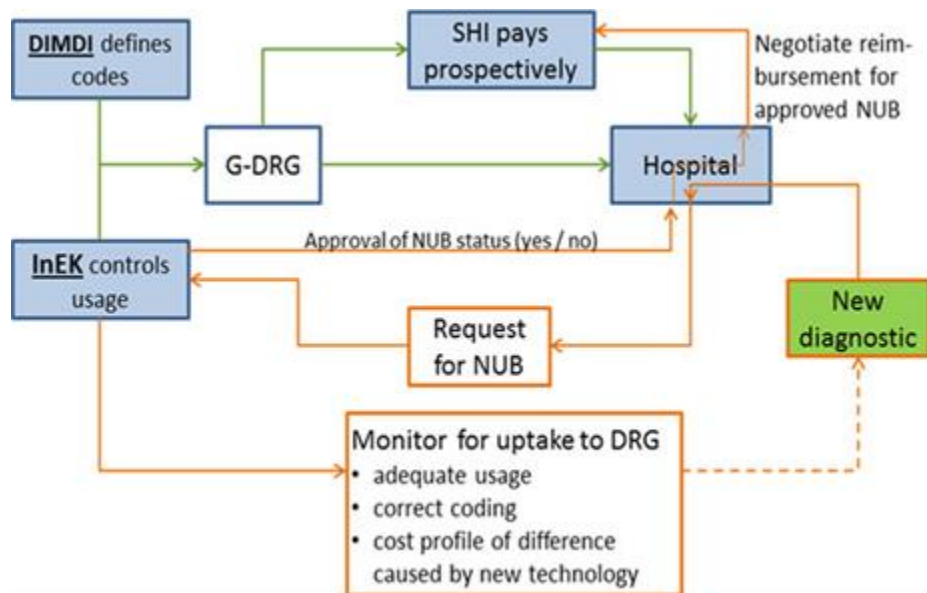 DIMDI defines
codes
SHI pays
prospectively
Negotiate reim-
bursement for
approved NUB
G-DRG
Hospital
Approval of NUB status (yes / no)
InEK controls
usage
Request
for NUB
New
diagnostic
Monitor for uptake to DRG
• adequate usage
• correct coding
• cost profile of difference
caused by new technology